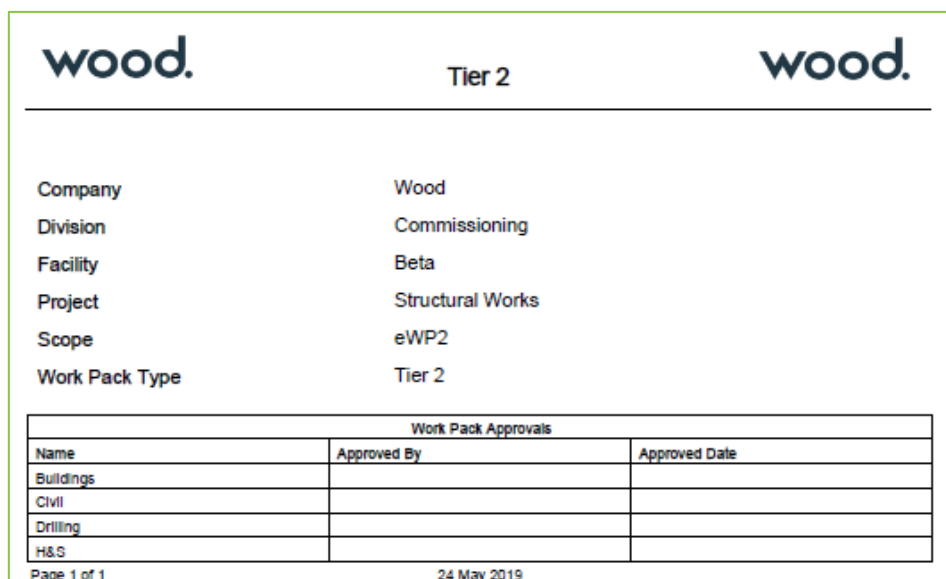 wood. Tier 2 wood.
Company Wood
Division Commissioning
Facility Beta
Project Structural Works
Scope eWP2
Work Pack Type Tier 2
Work Pack Approvals
Name Approved By Approved Date
Buildings
Civil
Drilling
H&S
Page 1 of 1 24 May 2019